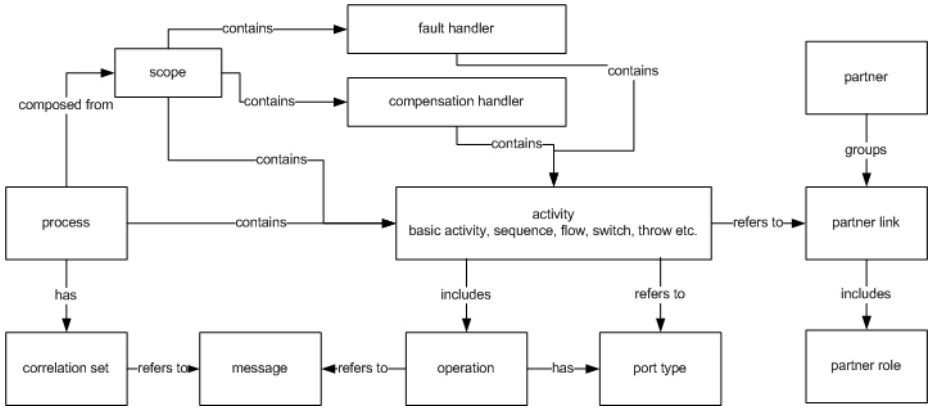 contains
fault handler
scope
contains
partner
composed from
contains
compensation handler
contains
groups
contains
process
contains
activity
basic activity, sequence, flow, switch, throw etc.
refers to
partner link
has
includes
refers to
includes
correlation set
refers to
message
refers to
operation
has
port type
partner role